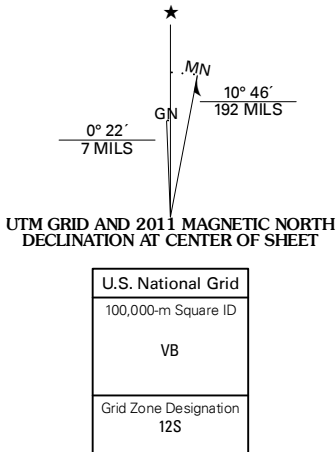 ★
MN
GN
10° 46´
192 MILS
0° 22´
7 MILS
UTM GRID AND 2011 MAGNETIC NORTH
DECLINATION AT CENTER OF SHEET
U.S. National Grid
100,000-m Square ID
VB
Grid Zone Designation
12S